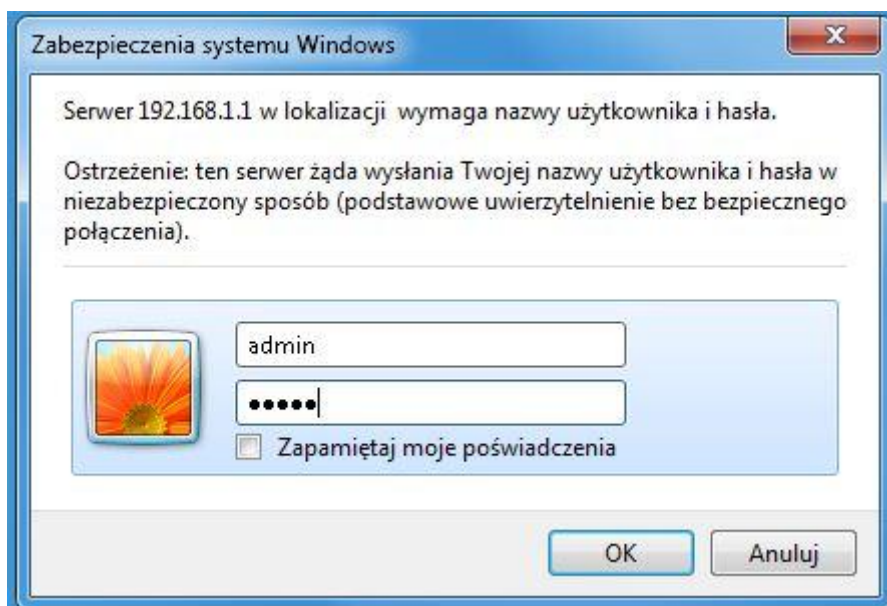 Zabezpieczenia systemu Windows
Serwer 192.168.1.1 w lokalizacji  wymaga nazwy użytkownika i hasła.
Ostrzeżenie: ten serwer żąda wysłania Twojej nazwy użytkownika i hasła w
niezabezpieczony sposób (podstawowe uwierzytelnienie bez bezpiecznego
połączenia).
admin
●●●●●
Zapamiętaj moje poświadczenia
OK
Anuluj